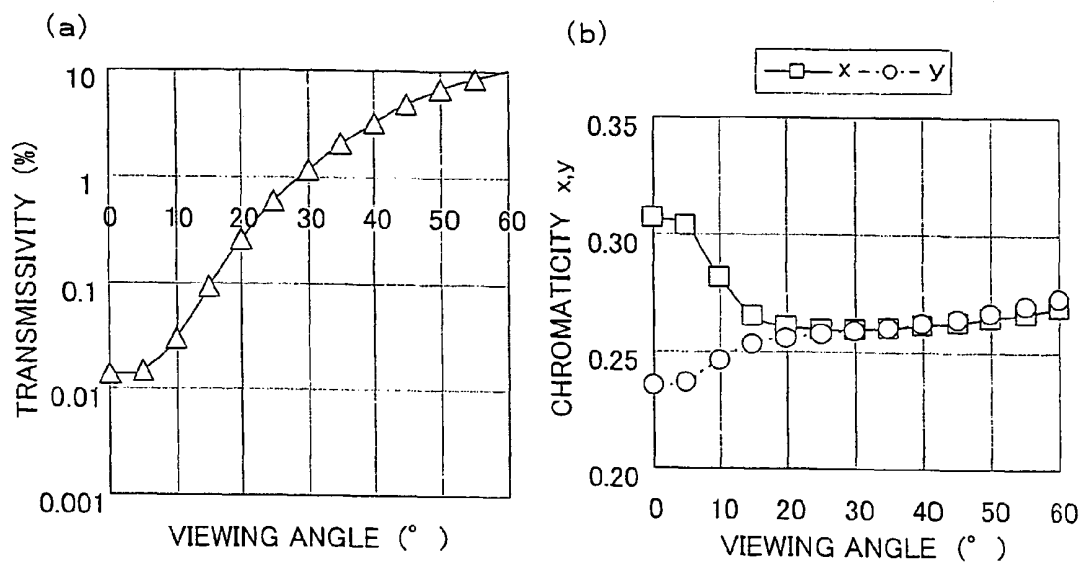 (a)
TRANSMISSIVITY (%)
10
1
0.1
0.01
0.001
0 10 20 30 40 50 60
VIEWING ANGLE (° )
(b)
x y
CHROMATICITY x,y
0.35
0.30
0.25
0.20
0 10 20 30 40 50 60
VIEWING ANGLE (° )